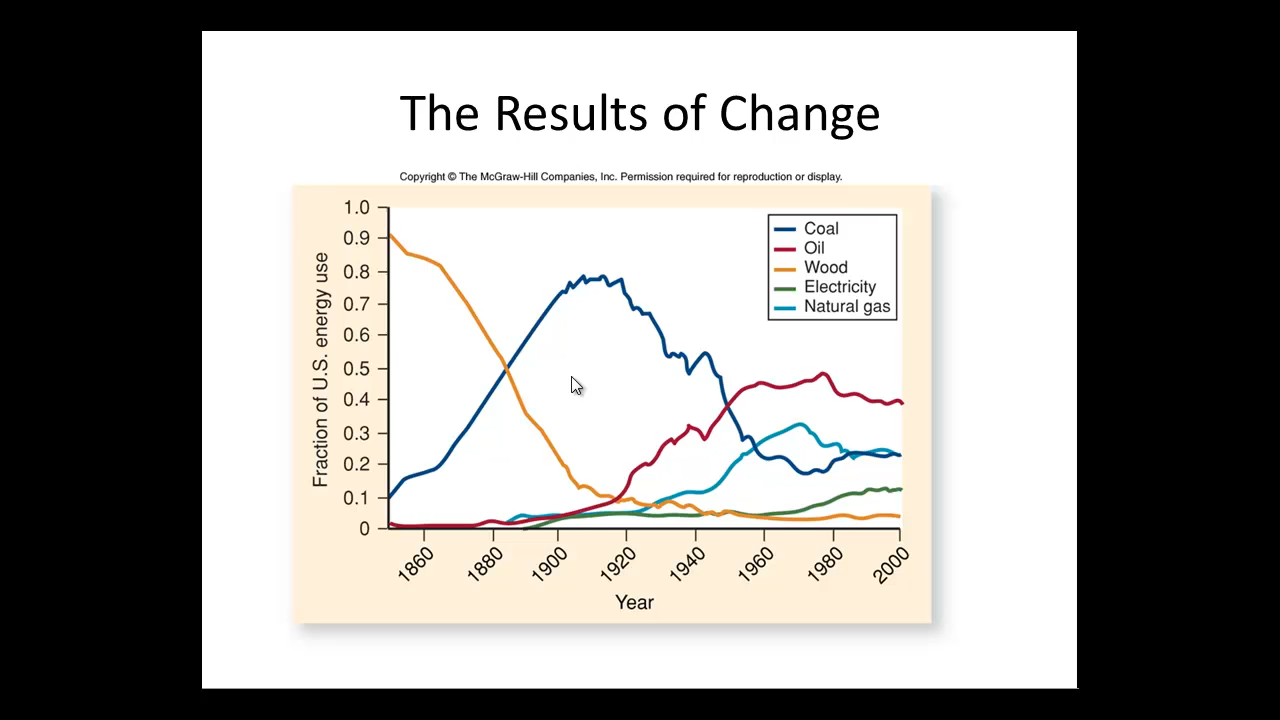 The Results of Change
Copyright © The McGraw-Hill Companies, Inc. Permission required for reproduction or display.
Fraction of U.S. energy use
1.0
0.9
0.8
0.7
0.6
0.5
0.4
0.3
0.2
0.1
0
Coal
Oil
Wood
Electricity
Natural gas
1860
1880
1900
1920
1940
1960
1980
2000
Year